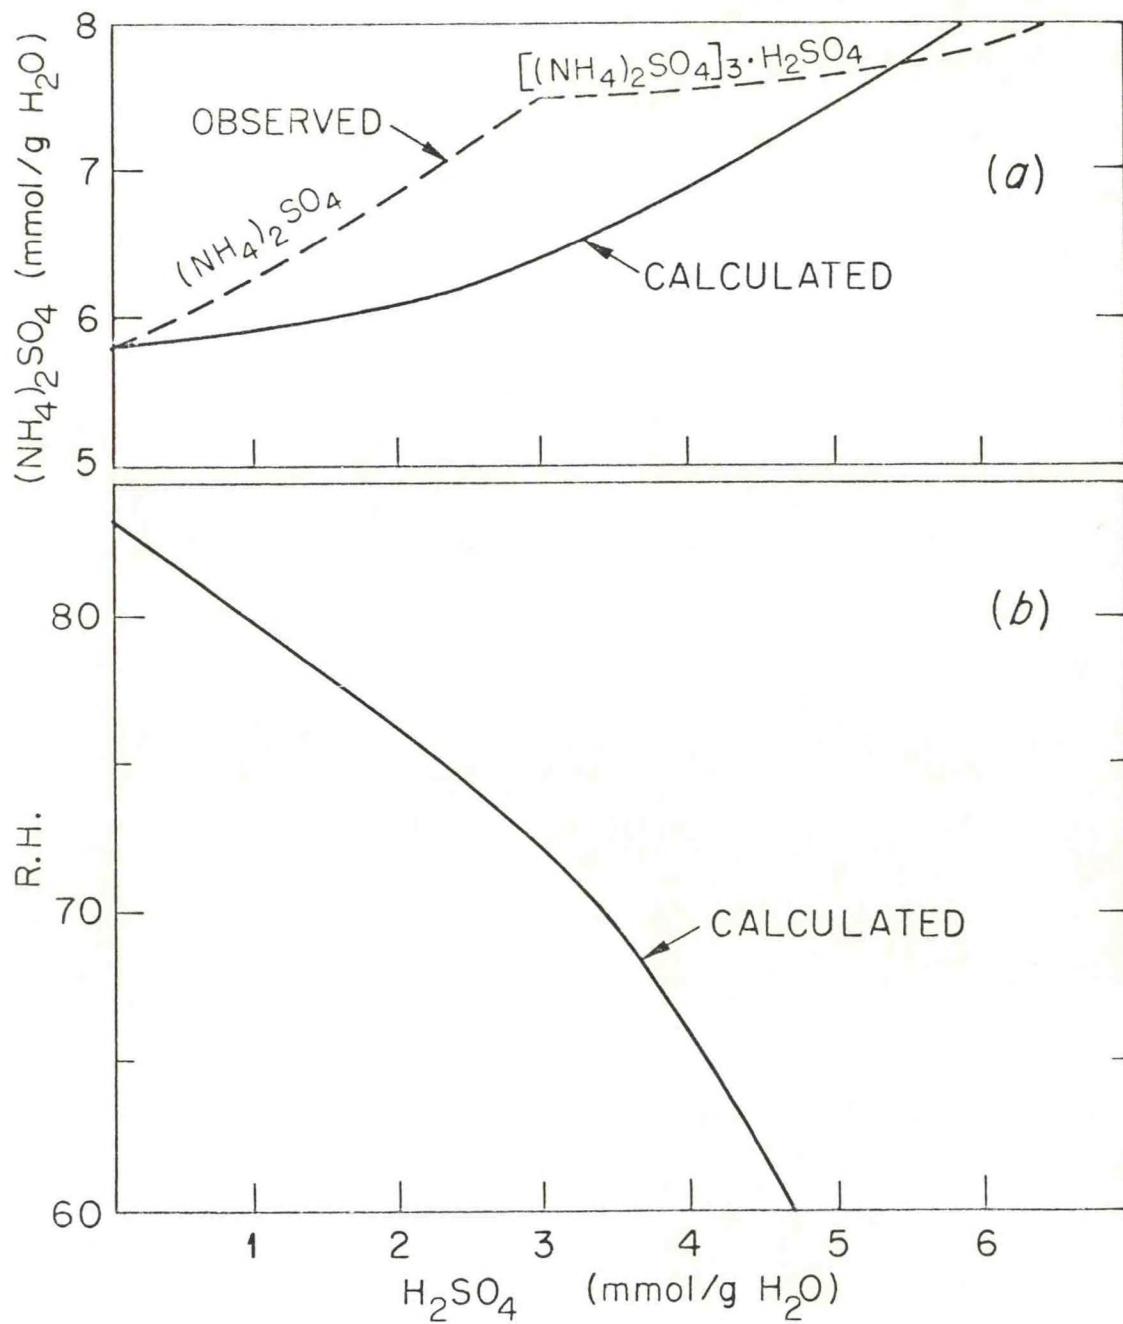 (NH₄)₂SO₄ (mmol/g H₂O)
8
[(NH₄)₂SO₄]₃·H₂SO₄
OBSERVED
7
(a)
(NH₄)₂SO₄
CALCULATED
6
5
(b)
80
R.H.
70
CALCULATED
60
1 2 3 4 5 6
H₂SO₄ (mmol/g H₂O)